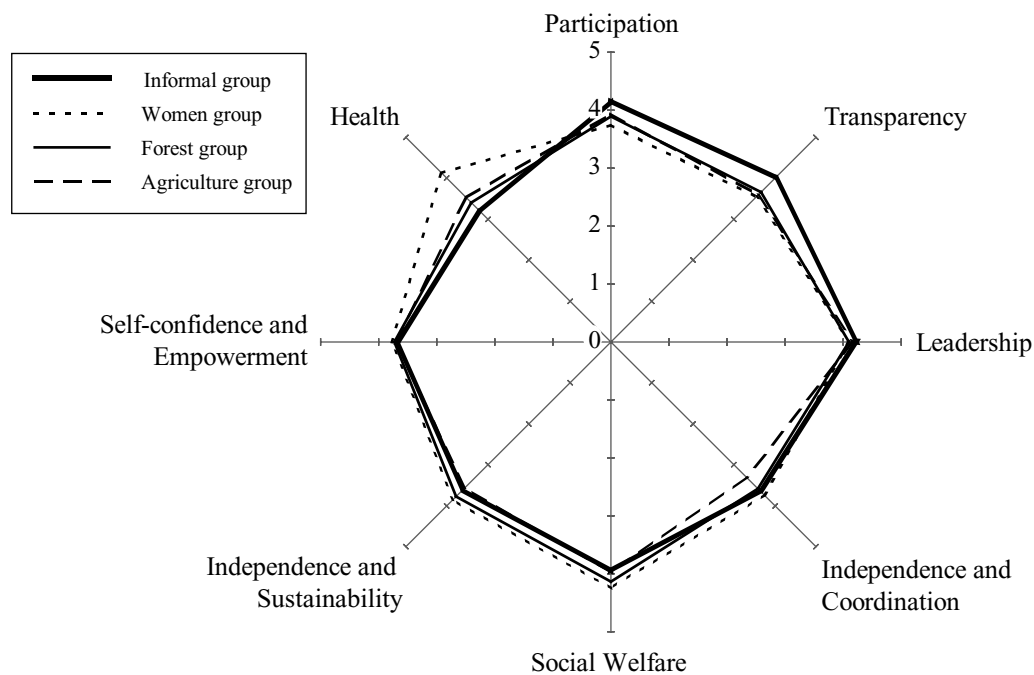 Participation
5
Informal group
Women group
Forest group
Agriculture group
Health
4
Transparency
3
2
1
Self-confidence and
Empowerment
0
Leadership
Independence and
Sustainability
Independence and
Coordination
Social Welfare